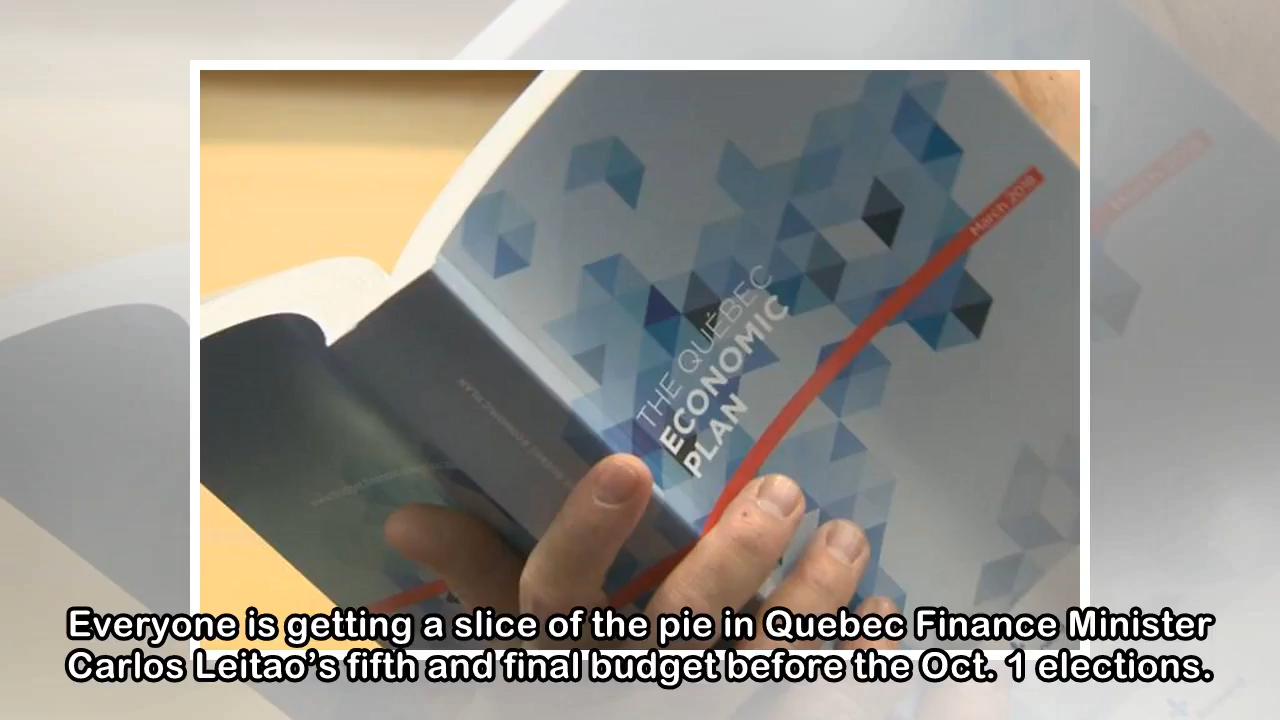 March 2018
THE QUÉBEC
ECONOMIC
PLAN
Everyone is getting a slice of the pie in Quebec Finance Minister
Carlos Leitao's fifth and final budget before the Oct. 1 elections.